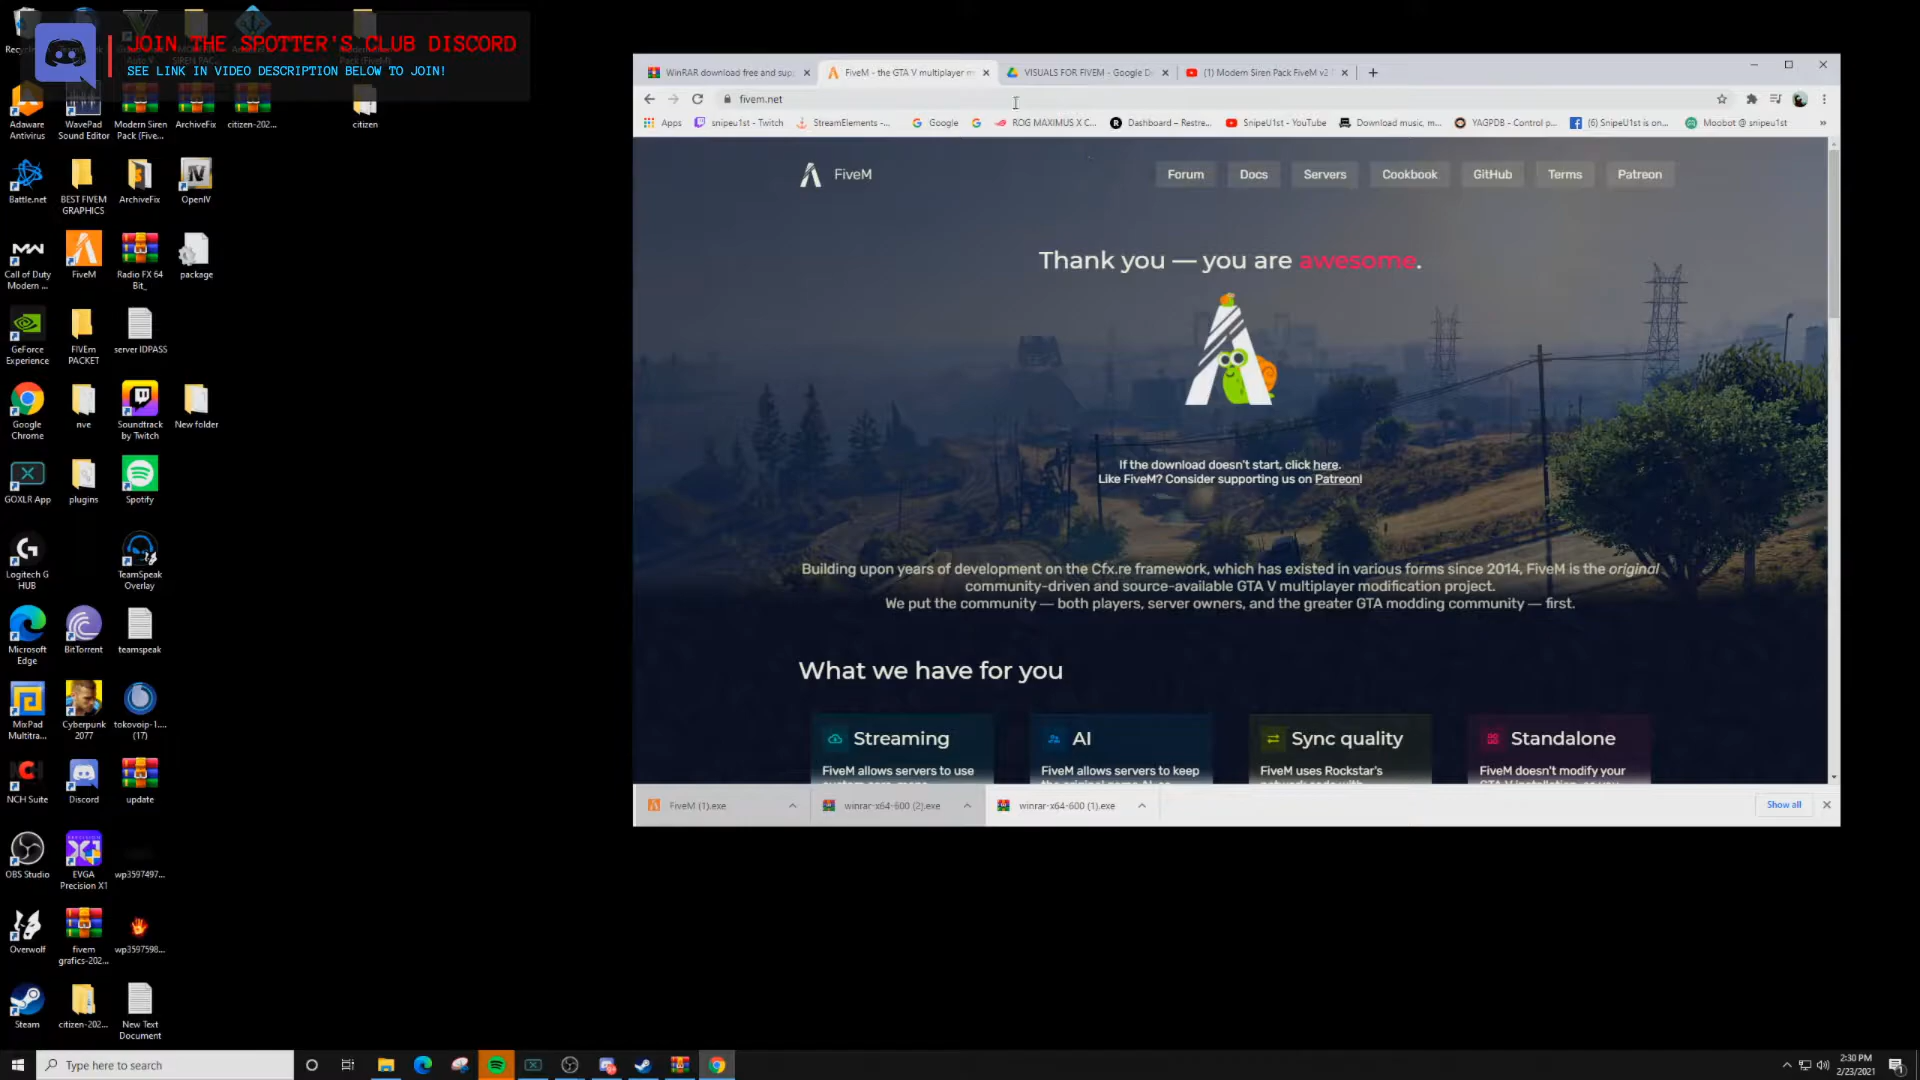 JOIN THE SPOTTER'S CLUB DISCORD
SEE LINK IN VIDEO DESCRIPTION BELOW TO JOIN!
Adaware Antivirus
WavePad Sound Editor
Modern Siren Pack (Five...
ArchiveFix
citizen-202...
citizen
Battle.net
BEST FIVEM GRAPHICS
ArchiveFix
OpenIV
Call of Duty Modern ...
FiveM
Radio FX 64 Bit_
package
GeForce Experience
FIVEm PACKET
server IDPASS
Google Chrome
nve
Soundtrack by Twitch
New folder
GOXLR App
plugins
Spotify
Logitech G HUB
TeamSpeak Overlay
Microsoft Edge
BitTorrent
teamspeak
MixPad Multitra...
Cyberpunk 2077
tokovoip-1.... (17)
NCH Suite
Discord
update
OBS Studio
EVGA Precision X1
wp3597497...
Overwolf
fivem grafics-202...
wp3597598...
Steam
citizen-202...
New Text Document
WinRAR download free and sup
FiveM - the GTA V multiplayer m
VISUALS FOR FIVEM - Google D
(1) Modern Siren Pack FiveM v2
fivem.net
Apps
snipeu1st - Twitch
StreamElements -...
Google
ROG MAXIMUS X C...
Dashboard – Restre...
SnipeU1st - YouTube
Download music, m...
YAGPDB - Control p...
(6) SnipeU1st is on...
Moobot @ snipeu1st
FiveM
Forum
Docs
Servers
Cookbook
GitHub
Terms
Patreon
Thank you — you are awesome.
If the download doesn't start, click here.
Like FiveM? Consider supporting us on Patreon!
Building upon years of development on the Cfx.re framework, which has existed in various forms since 2014, FiveM is the original
community-driven and source-available GTA V multiplayer modification project.
We put the community — both players, server owners, and the greater GTA modding community — first.
What we have for you
Streaming
FiveM allows servers to use
AI
FiveM allows servers to keep
Sync quality
FiveM uses Rockstar's
Standalone
FiveM doesn't modify your
FiveM (1).exe
winrar-x64-600 (2).exe
winrar-x64-600 (1).exe
Show all
Type here to search
2:30 PM
2/23/2021